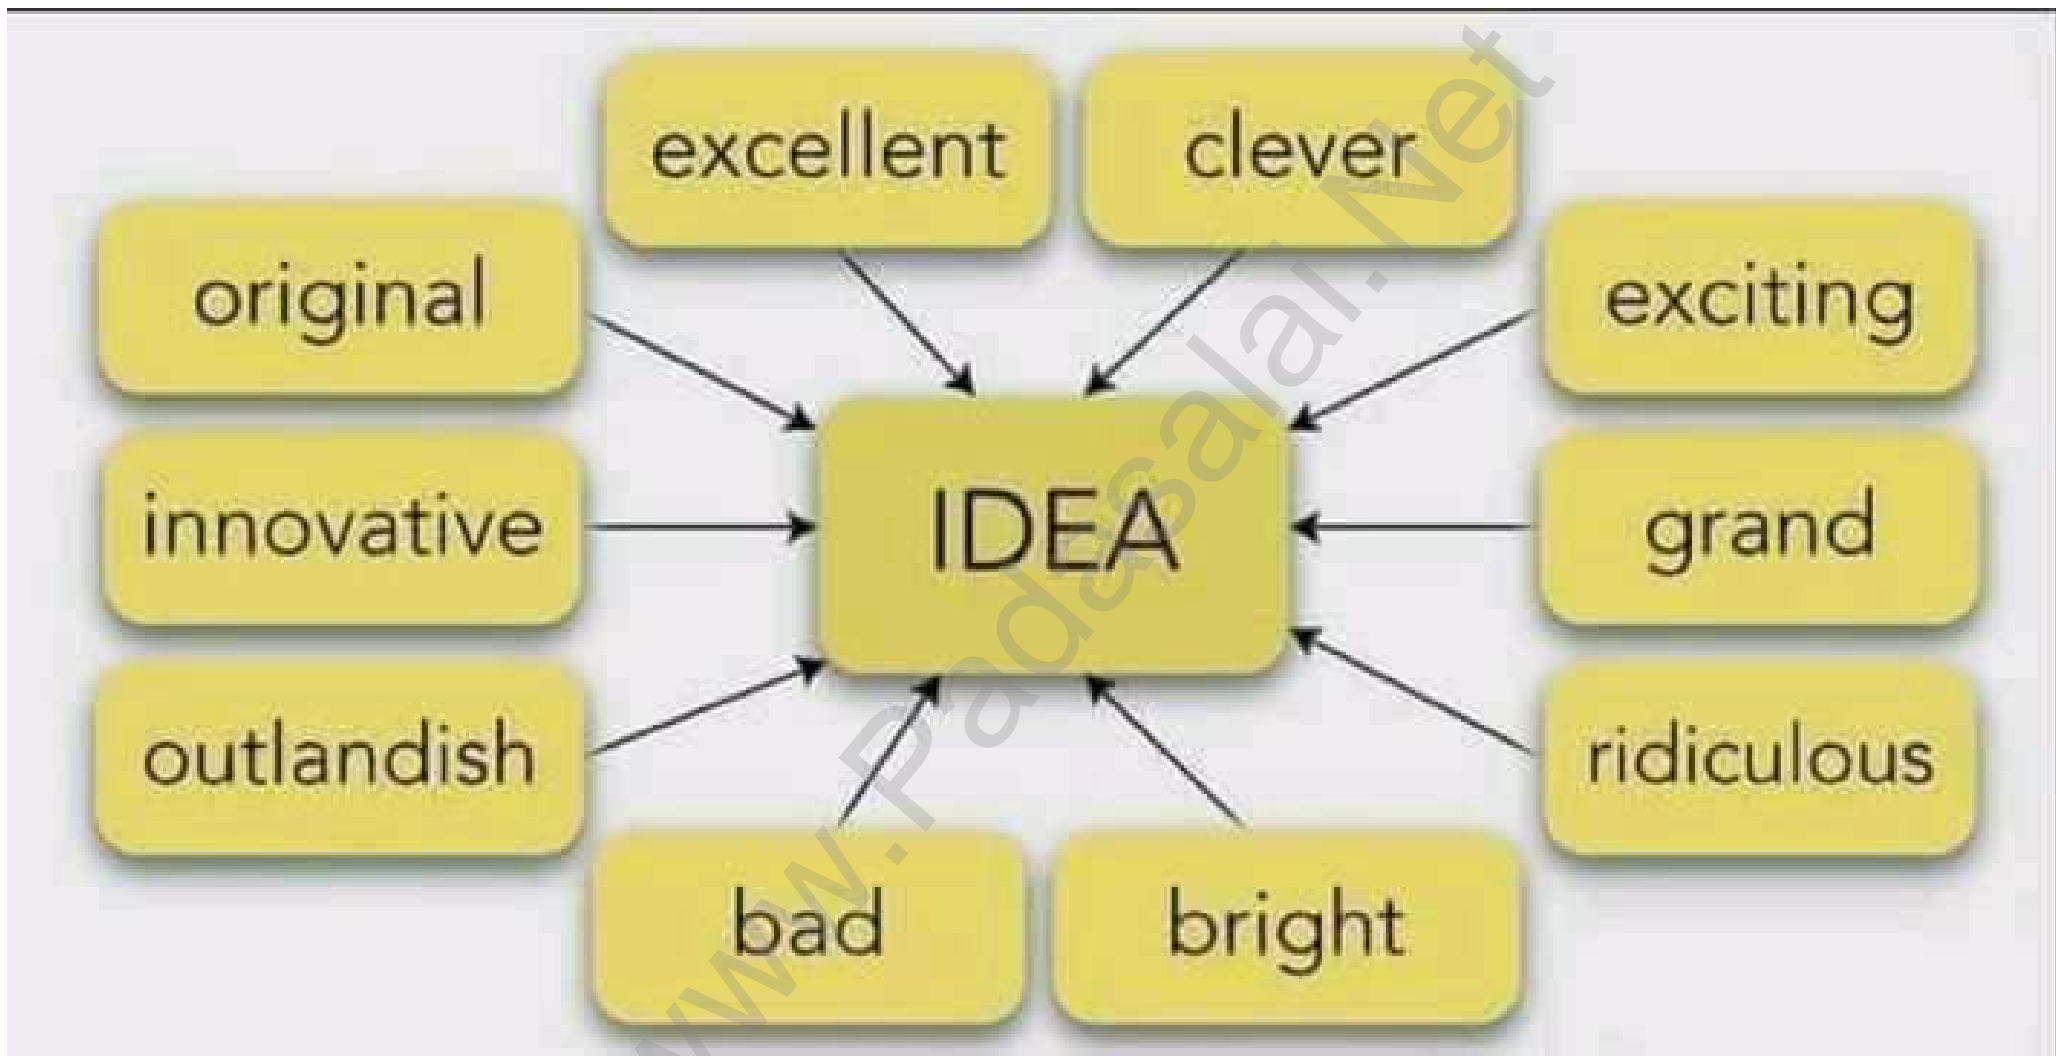 excellent
clever
original
exciting
innovative
IDEA
grand
outlandish
ridiculous
bad
bright
www.Padasalai.Net